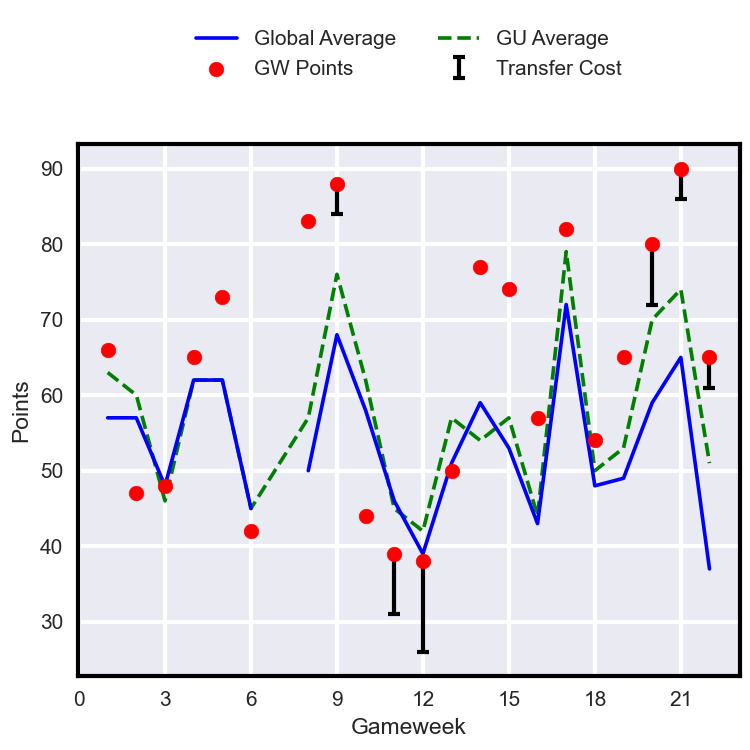 Global Average
GU Average
GW Points
Transfer Cost
90
80
70
60
50
40
30
Points
0 3 6 9 12 15 18 21
Gameweek